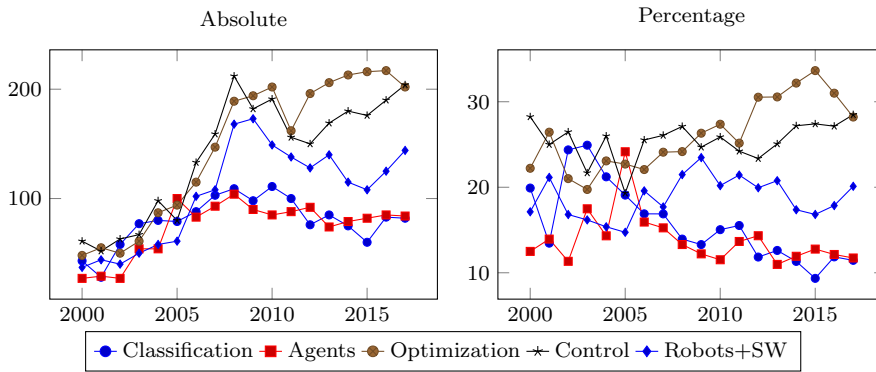 Absolute
Percentage
200
100
2000 2005 2010 2015
30
20
10
2000 2005 2010 2015
Classification Agents Optimization Control Robots+SW